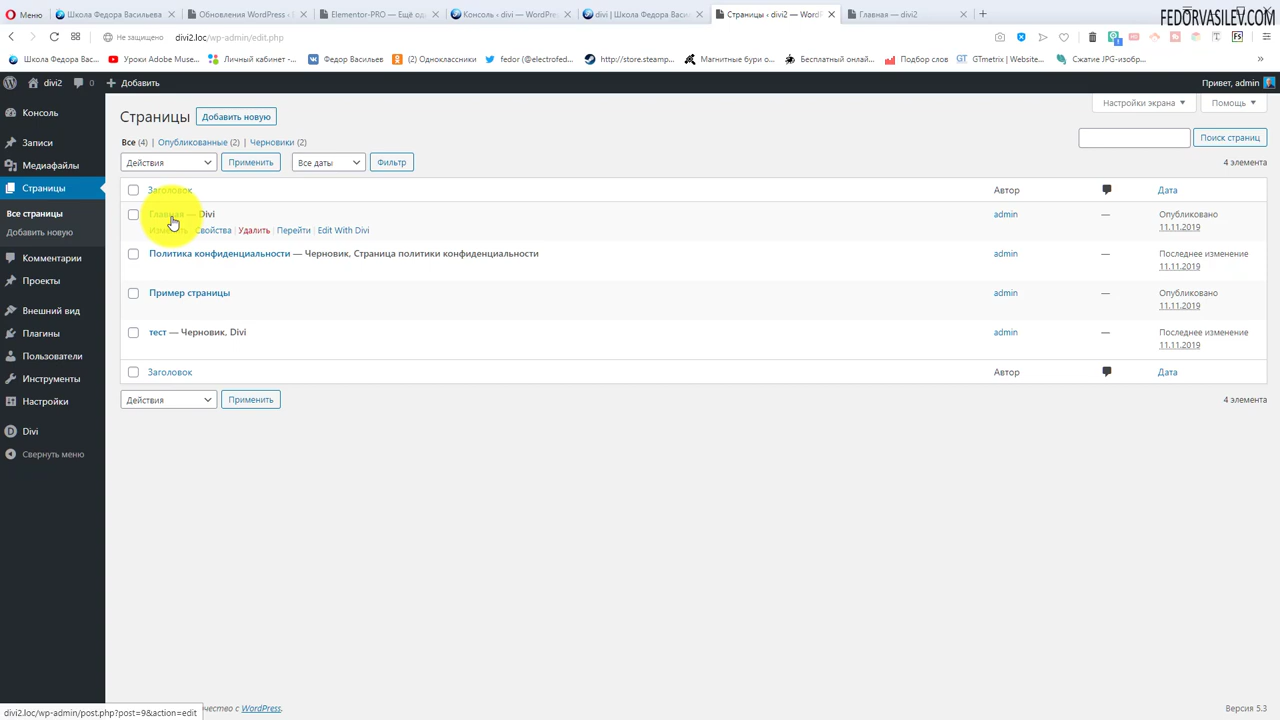 Меню
Школа Федора Васильева
Обновления WordPress ‹
Elementor-PRO — Ещё од
Консоль ‹ divi — WordPre
divi | Школа Федора Васи
Страницы ‹ divi2 — WordP
Главная — divi2
FEDORVASILEV.COM
Не защищено
divi2.loc/wp-admin/edit.php
Школа Федора Вас...
Уроки Adobe Muse...
Личный кабинет -...
Федор Васильев
(2) Одноклассники
fedor (@electrofed...
http://store.steamp...
Магнитные бури о...
Бесплатный онлай...
Подбор слов
GTmetrix | Website...
Сжатие JPG-изобр...
divi2
0
Добавить
Привет, admin
Консоль
Записи
Медиафайлы
Страницы
Все страницы
Добавить новую
Комментарии
Проекты
Внешний вид
Плагины
Пользователи
Инструменты
Настройки
Divi
Свернуть меню
Настройки экрана
Помощь
Страницы
Добавить новую
Все (4) | Опубликованные (2) | Черновики (2)
Поиск страниц
Действия
Применить
Все даты
Фильтр
4 элемента
Заголовок
Автор
Дата
Главная — Divi
admin
—
Опубликовано
11.11.2019
Изменить | Свойства | Удалить | Перейти | Edit With Divi
Политика конфиденциальности — Черновик, Страница политики конфиденциальности
admin
—
Последнее изменение
11.11.2019
Пример страницы
admin
—
Опубликовано
11.11.2019
тест — Черновик, Divi
admin
—
Последнее изменение
11.11.2019
Заголовок
Автор
Дата
Действия
Применить
4 элемента
divi2.loc/wp-admin/post.php?post=9&action=edit
чество с WordPress.
Версия 5.3